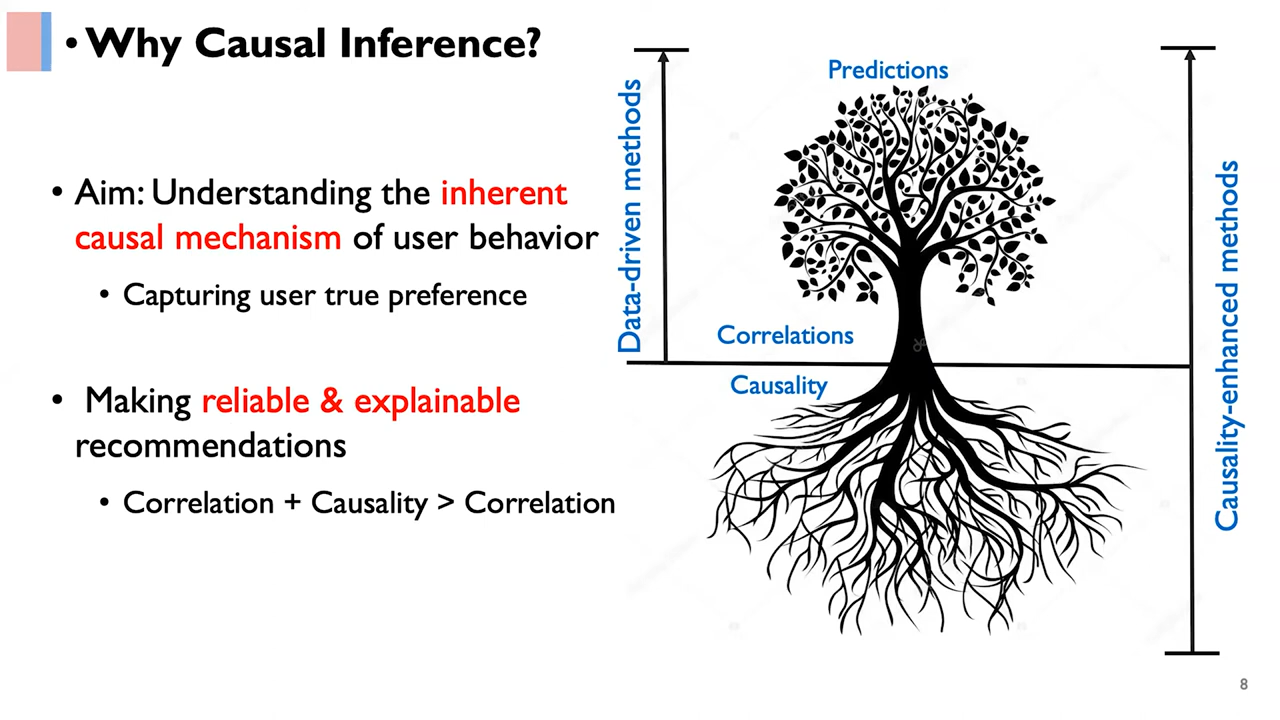 • Why Causal Inference?
• Aim: Understanding the inherent
causal mechanism of user behavior
• Capturing user true preference
• Making reliable & explainable
recommendations
• Correlation + Causality > Correlation
Data-driven methods
Predictions
Correlations
Causality
Causality-enhanced methods
8